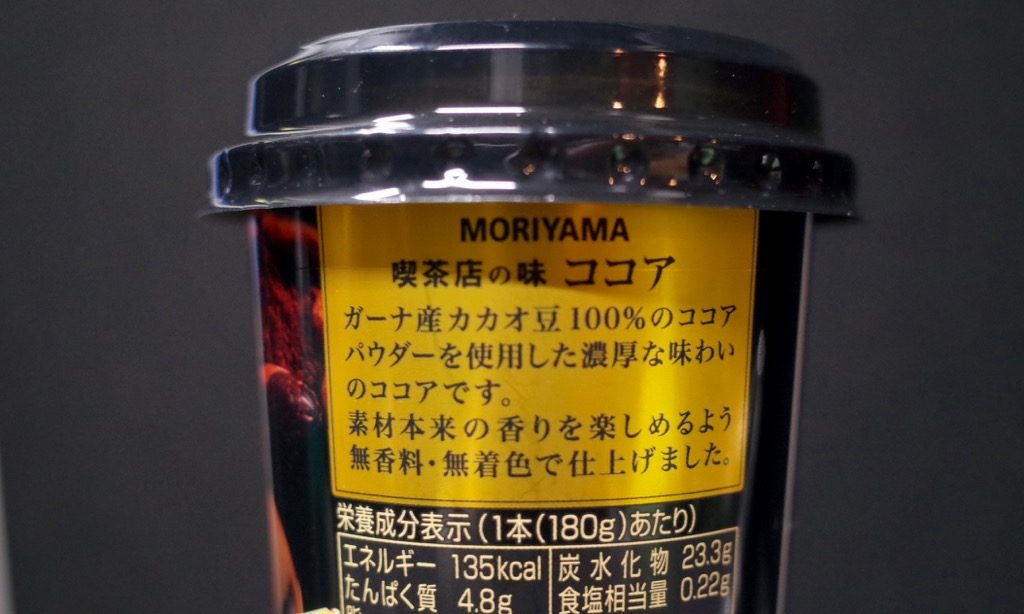 MORIYAMA
喫茶店の味 ココア
ガーナ産カカオ豆100%のココア
パウダーを使用した濃厚な味わい
のココアです。
素材本来の香りを楽しめるよう
無香料・無着色で仕上げました。
栄養成分表示(1本(180g)あたり)
エネルギー 135kcal 炭水化物 23.3g
たんぱく質 4.8g 食塩相当量 0.22g